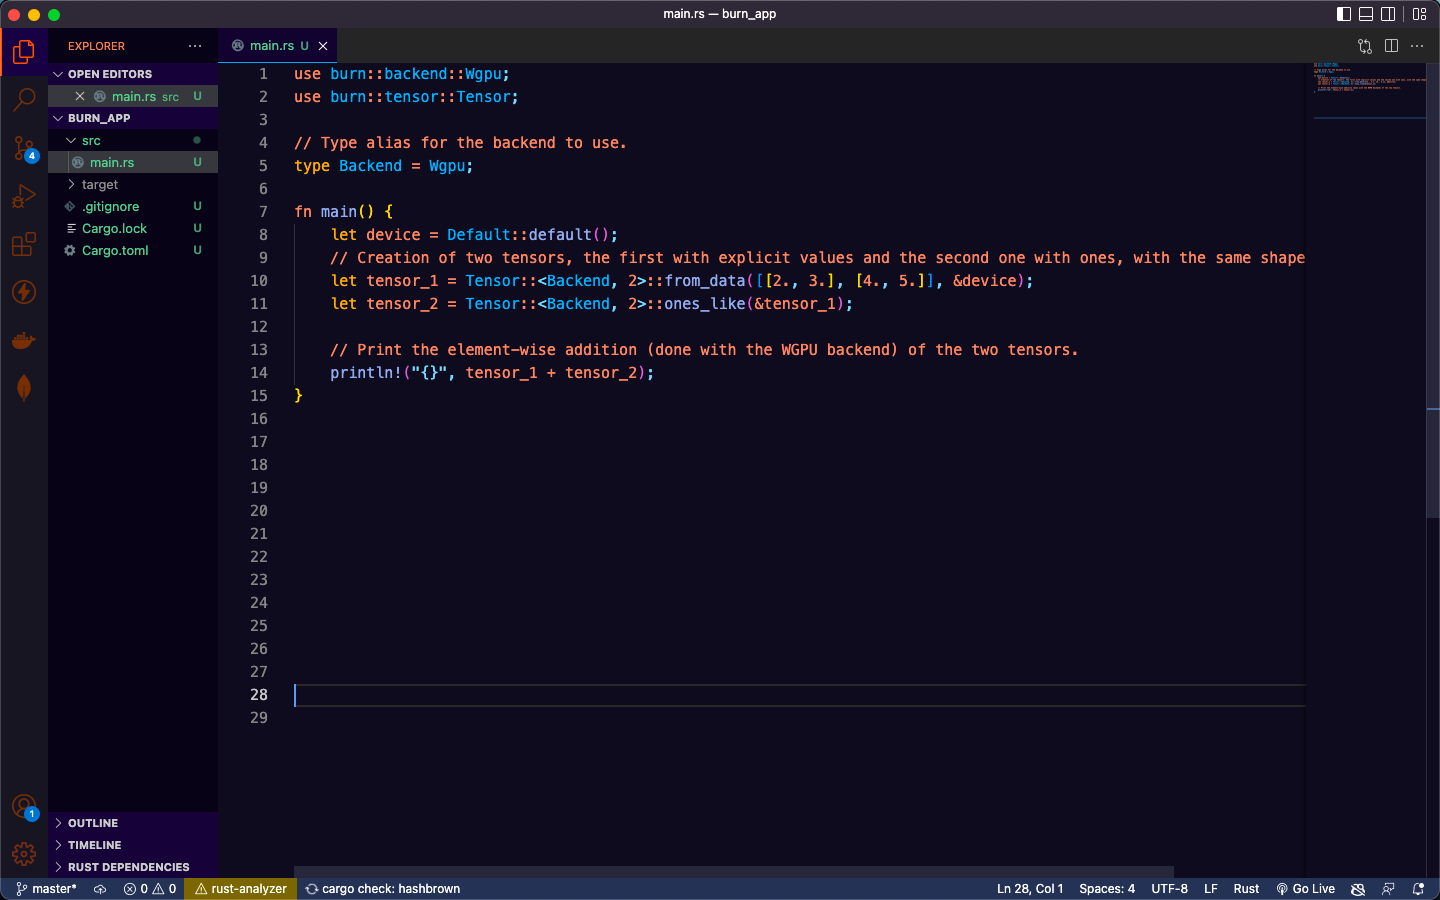 main.rs — burn_app
EXPLORER
main.rs U
OPEN EDITORS
main.rs src U
BURN_APP
src
main.rs U
target
.gitignore U
Cargo.lock U
Cargo.toml U
1 use burn::backend::Wgpu;
2 use burn::tensor::Tensor;
3
4 // Type alias for the backend to use.
5 type Backend = Wgpu;
6
7 fn main() {
8 let device = Default::default();
9 // Creation of two tensors, the first with explicit values and the second one with ones, with the same shape
10 let tensor_1 = Tensor::<Backend, 2>::from_data([[2., 3.], [4., 5.]], &device);
11 let tensor_2 = Tensor::<Backend, 2>::ones_like(&tensor_1);
12
13 // Print the element-wise addition (done with the WGPU backend) of the two tensors.
14 println!("{}", tensor_1 + tensor_2);
15 }
16
17
18
19
20
21
22
23
24
25
26
27
28
29
4
1
OUTLINE
TIMELINE
RUST DEPENDENCIES
master* 0 0 rust-analyzer cargo check: hashbrown Ln 28, Col 1 Spaces: 4 UTF-8 LF Rust Go Live